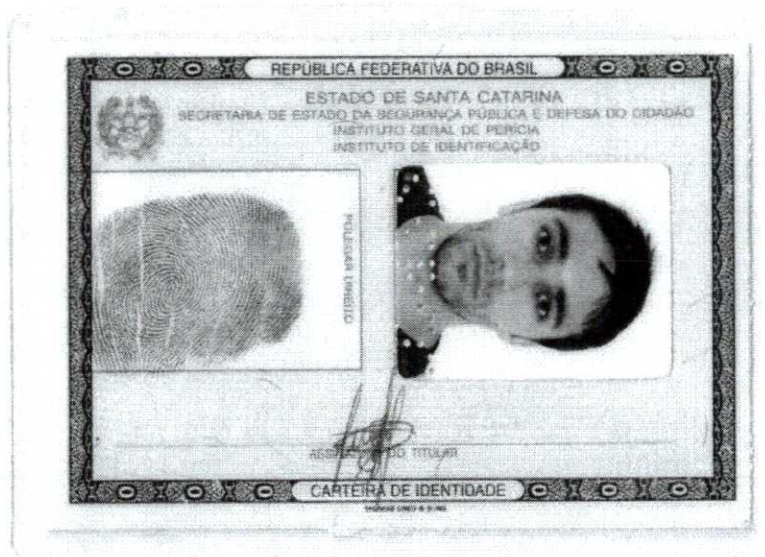 REPÚBLICA FEDERATIVA DO BRASIL
ESTADO DE SANTA CATARINA
SECRETARIA DE ESTADO DA SEGURANÇA PÚBLICA E DEFESA DO CIDADÃO
INSTITUTO GERAL DE PERÍCIA
INSTITUTO DE IDENTIFICAÇÃO
POLEGAR DIREITO
DO TITULAR
CARTEIRA DE IDENTIDADE